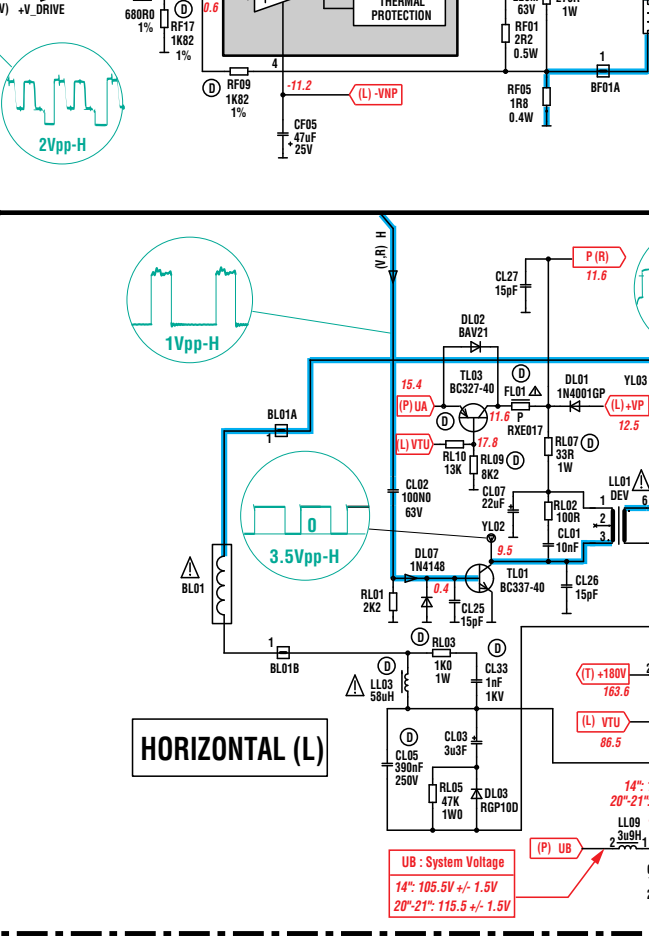 +V_DRIVE
680R0
1%
D
RF17
1K82
1%
0.6
THERMAL
PROTECTION
63V
RF01
2R2
0.5W
1W
1
BF01A
RF05
1R8
0.4W
4
D
RF09
1K82
1%
-11.2
(L) -VNP
CF05
47uF
+
25V
2Vpp-H
(V,R) H
1Vpp-H
P (R)
11.6
CL27
15pF
DL02
BAV21
TL03
BC327-40
D
FL01
P
RXE017
DL01
1N4001GP
YL03
(L) +VP
12.5
15.4
(P) UA
D
11.6
(L) VTU
17.8
RL10
13K
RL09
8K2
D
RL07
33R
1W
D
BL01A
1
CL02
100N0
63V
CL07
22uF
RL02
100R
CL01
10nF
LL01
DEV
1
2
3
6
YL02
9.5
0
3.5Vpp-H
DL07
1N4148
0.4
TL01
BC337-40
CL26
15pF
BL01
RL01
2K2
CL25
15pF
1
BL01B
D
RL03
1K0
1W
D
CL33
1nF
1KV
D
LL03
58uH
(T) +180V
2
163.6
(L) VTU
86.5
HORIZONTAL (L)
D
CL05
390nF
250V
CL03
3u3F
RL05
47K
1W0
DL03
RGP10D
14":
20"-21"
LL09
3u9H
2
1
(P) UB
UB : System Voltage
14": 105.5V +/- 1.5V
20"-21": 115.5 +/- 1.5V